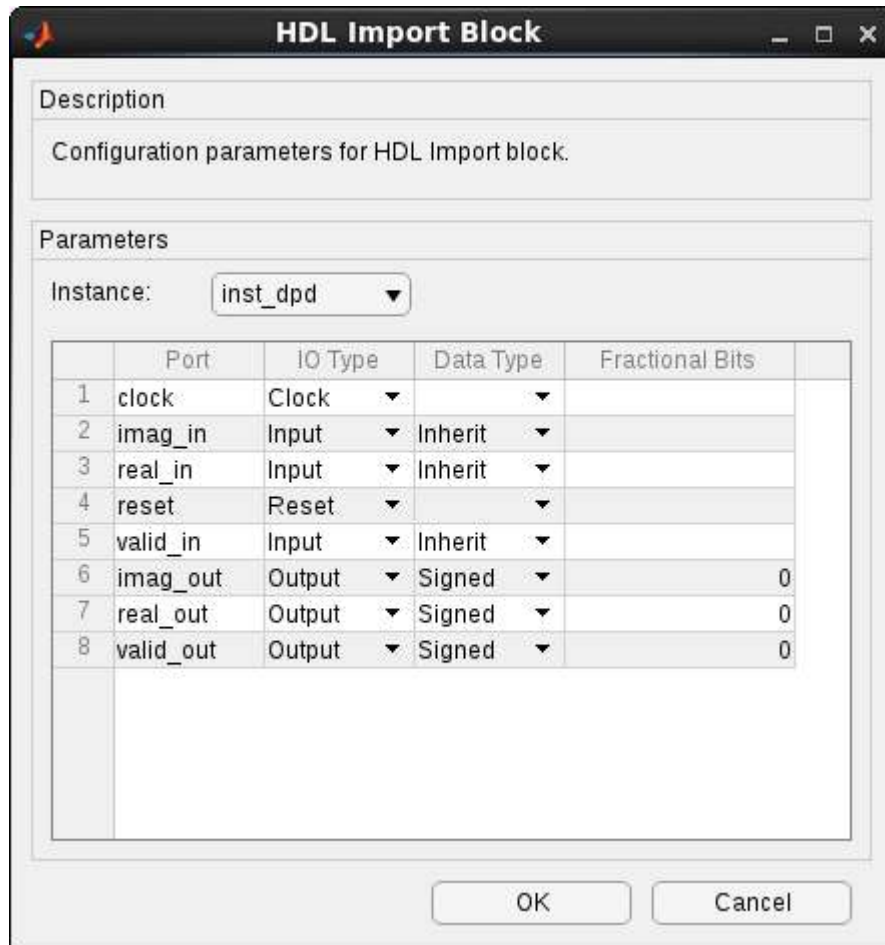 HDL Import Block
Description
Configuration parameters for HDL Import block.
Parameters
Instance: inst_dpd
Port IO Type Data Type Fractional Bits
1 clock Clock
2 imag_in Input Inherit
3 real_in Input Inherit
4 reset Reset
5 valid_in Input Inherit
6 imag_out Output Signed 0
7 real_out Output Signed 0
8 valid_out Output Signed 0
OK Cancel